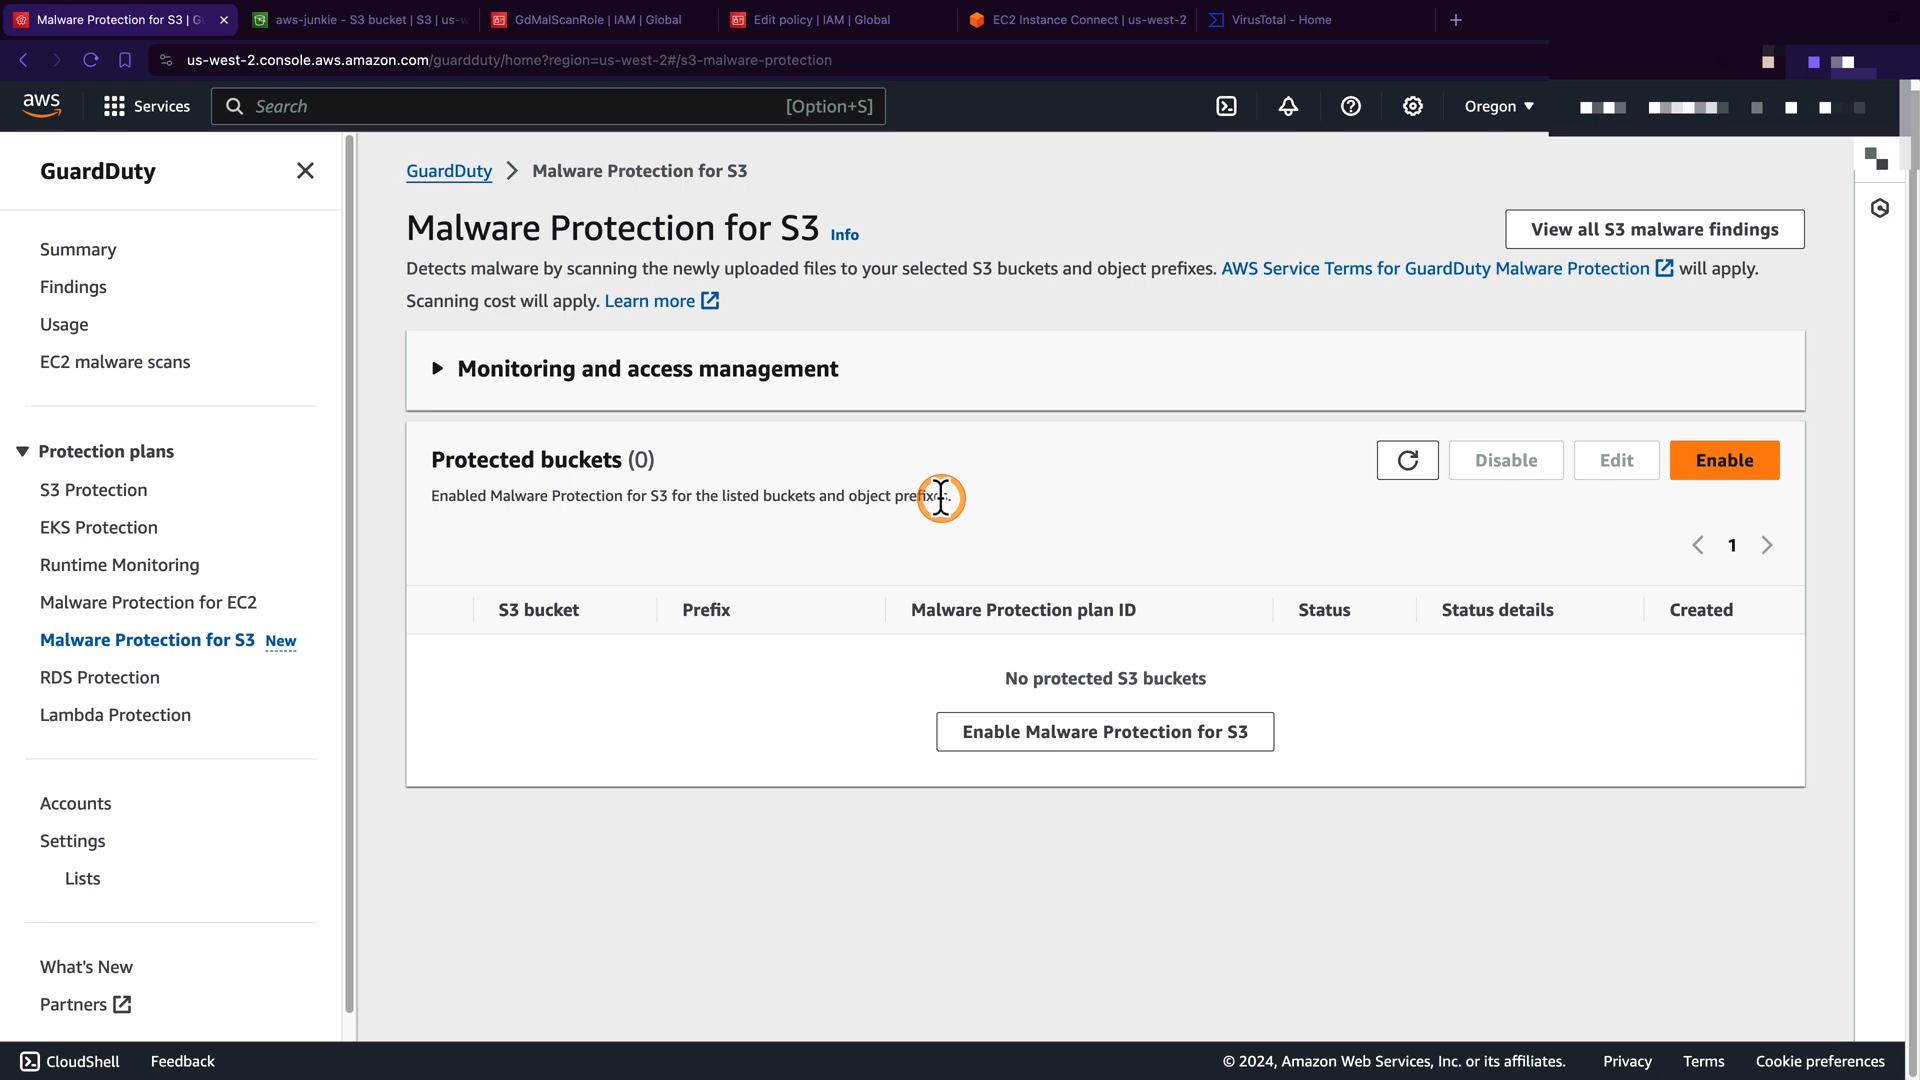 Malware Protection for S3 | G
aws-junkie - S3 bucket | S3 | us-w
GdMalScanRole | IAM | Global
Edit policy | IAM | Global
EC2 Instance Connect | us-west-2
VirusTotal - Home
us-west-2.console.aws.amazon.com/guardduty/home?region=us-west-2#/s3-malware-protection
aws
Services
Search
[Option+S]
Oregon
GuardDuty
Summary
Findings
Usage
EC2 malware scans
Protection plans
S3 Protection
EKS Protection
Runtime Monitoring
Malware Protection for EC2
Malware Protection for S3 New
RDS Protection
Lambda Protection
Accounts
Settings
Lists
What's New
Partners
GuardDuty > Malware Protection for S3
Malware Protection for S3 Info
View all S3 malware findings
Detects malware by scanning the newly uploaded files to your selected S3 buckets and object prefixes. AWS Service Terms for GuardDuty Malware Protection will apply.
Scanning cost will apply. Learn more
Monitoring and access management
Protected buckets (0)
Disable
Edit
Enable
Enabled Malware Protection for S3 for the listed buckets and object prefixes.
1
S3 bucket
Prefix
Malware Protection plan ID
Status
Status details
Created
No protected S3 buckets
Enable Malware Protection for S3
CloudShell
Feedback
© 2024, Amazon Web Services, Inc. or its affiliates.
Privacy
Terms
Cookie preferences